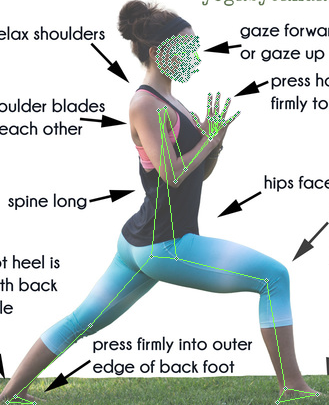 elax shoulders
gaze forwar
or gaze up
press ha
firmly to
oulder blades
each other
hips face
spine long
ot heel is
th back
le
press firmly into outer
edge of back foot